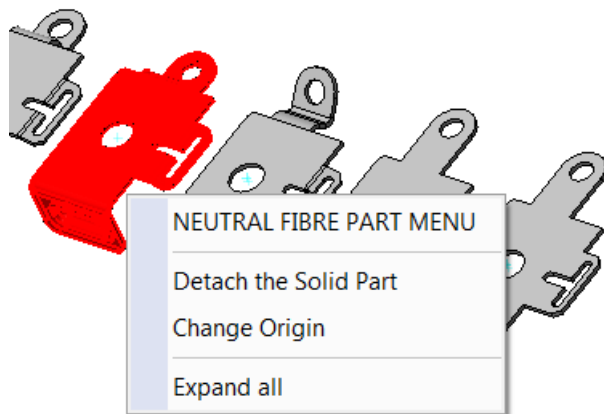 NEUTRAL FIBRE PART MENU
Detach the Solid Part
Change Origin
Expand all